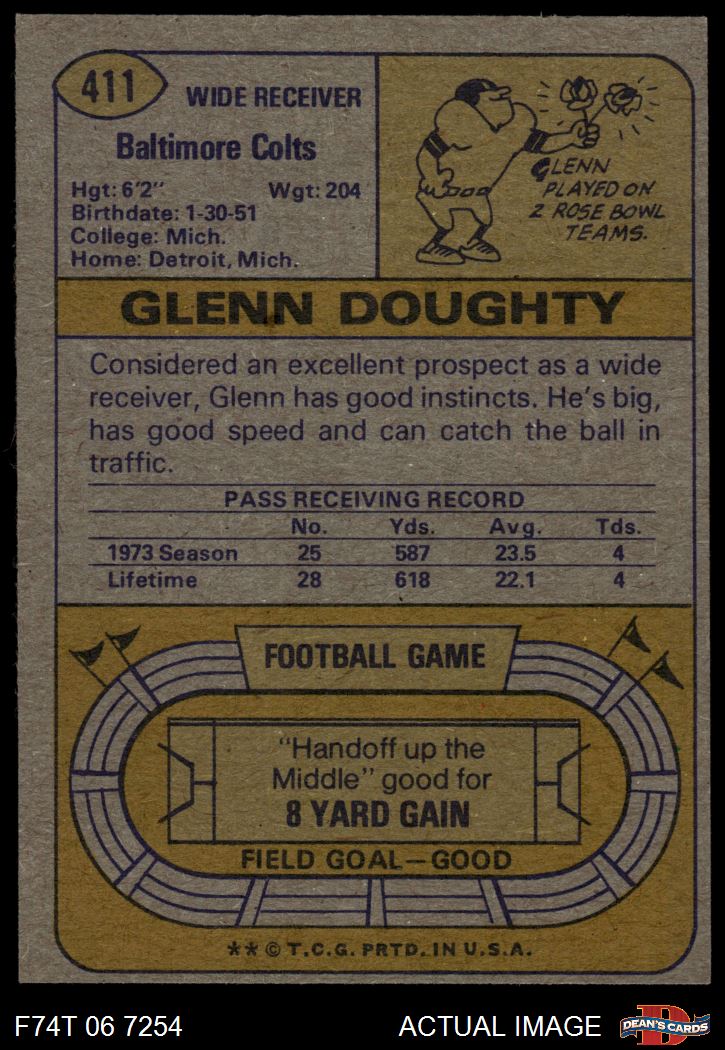 411
WIDE RECEIVER
Baltimore Colts
Hgt: 6'2" Wgt: 204
Birthdate: 1-30-51
College: Mich.
Home: Detroit, Mich.
GLENN
PLAYED ON
2 ROSE BOWL
TEAMS.
GLENN DOUGHTY
Considered an excellent prospect as a wide
receiver, Glenn has good instincts. He's big,
has good speed and can catch the ball in
traffic.
PASS RECEIVING RECORD
No. Yds. Avg. Tds.
1973 Season 25 587 23.5 4
Lifetime 28 618 22.1 4
FOOTBALL GAME
"Handoff up the
Middle" good for
8 YARD GAIN
FIELD GOAL—GOOD
** © T.C.G. PRTD. IN U.S.A.
F74T 06 7254 ACTUAL IMAGE
D
DEAN'S CARDS